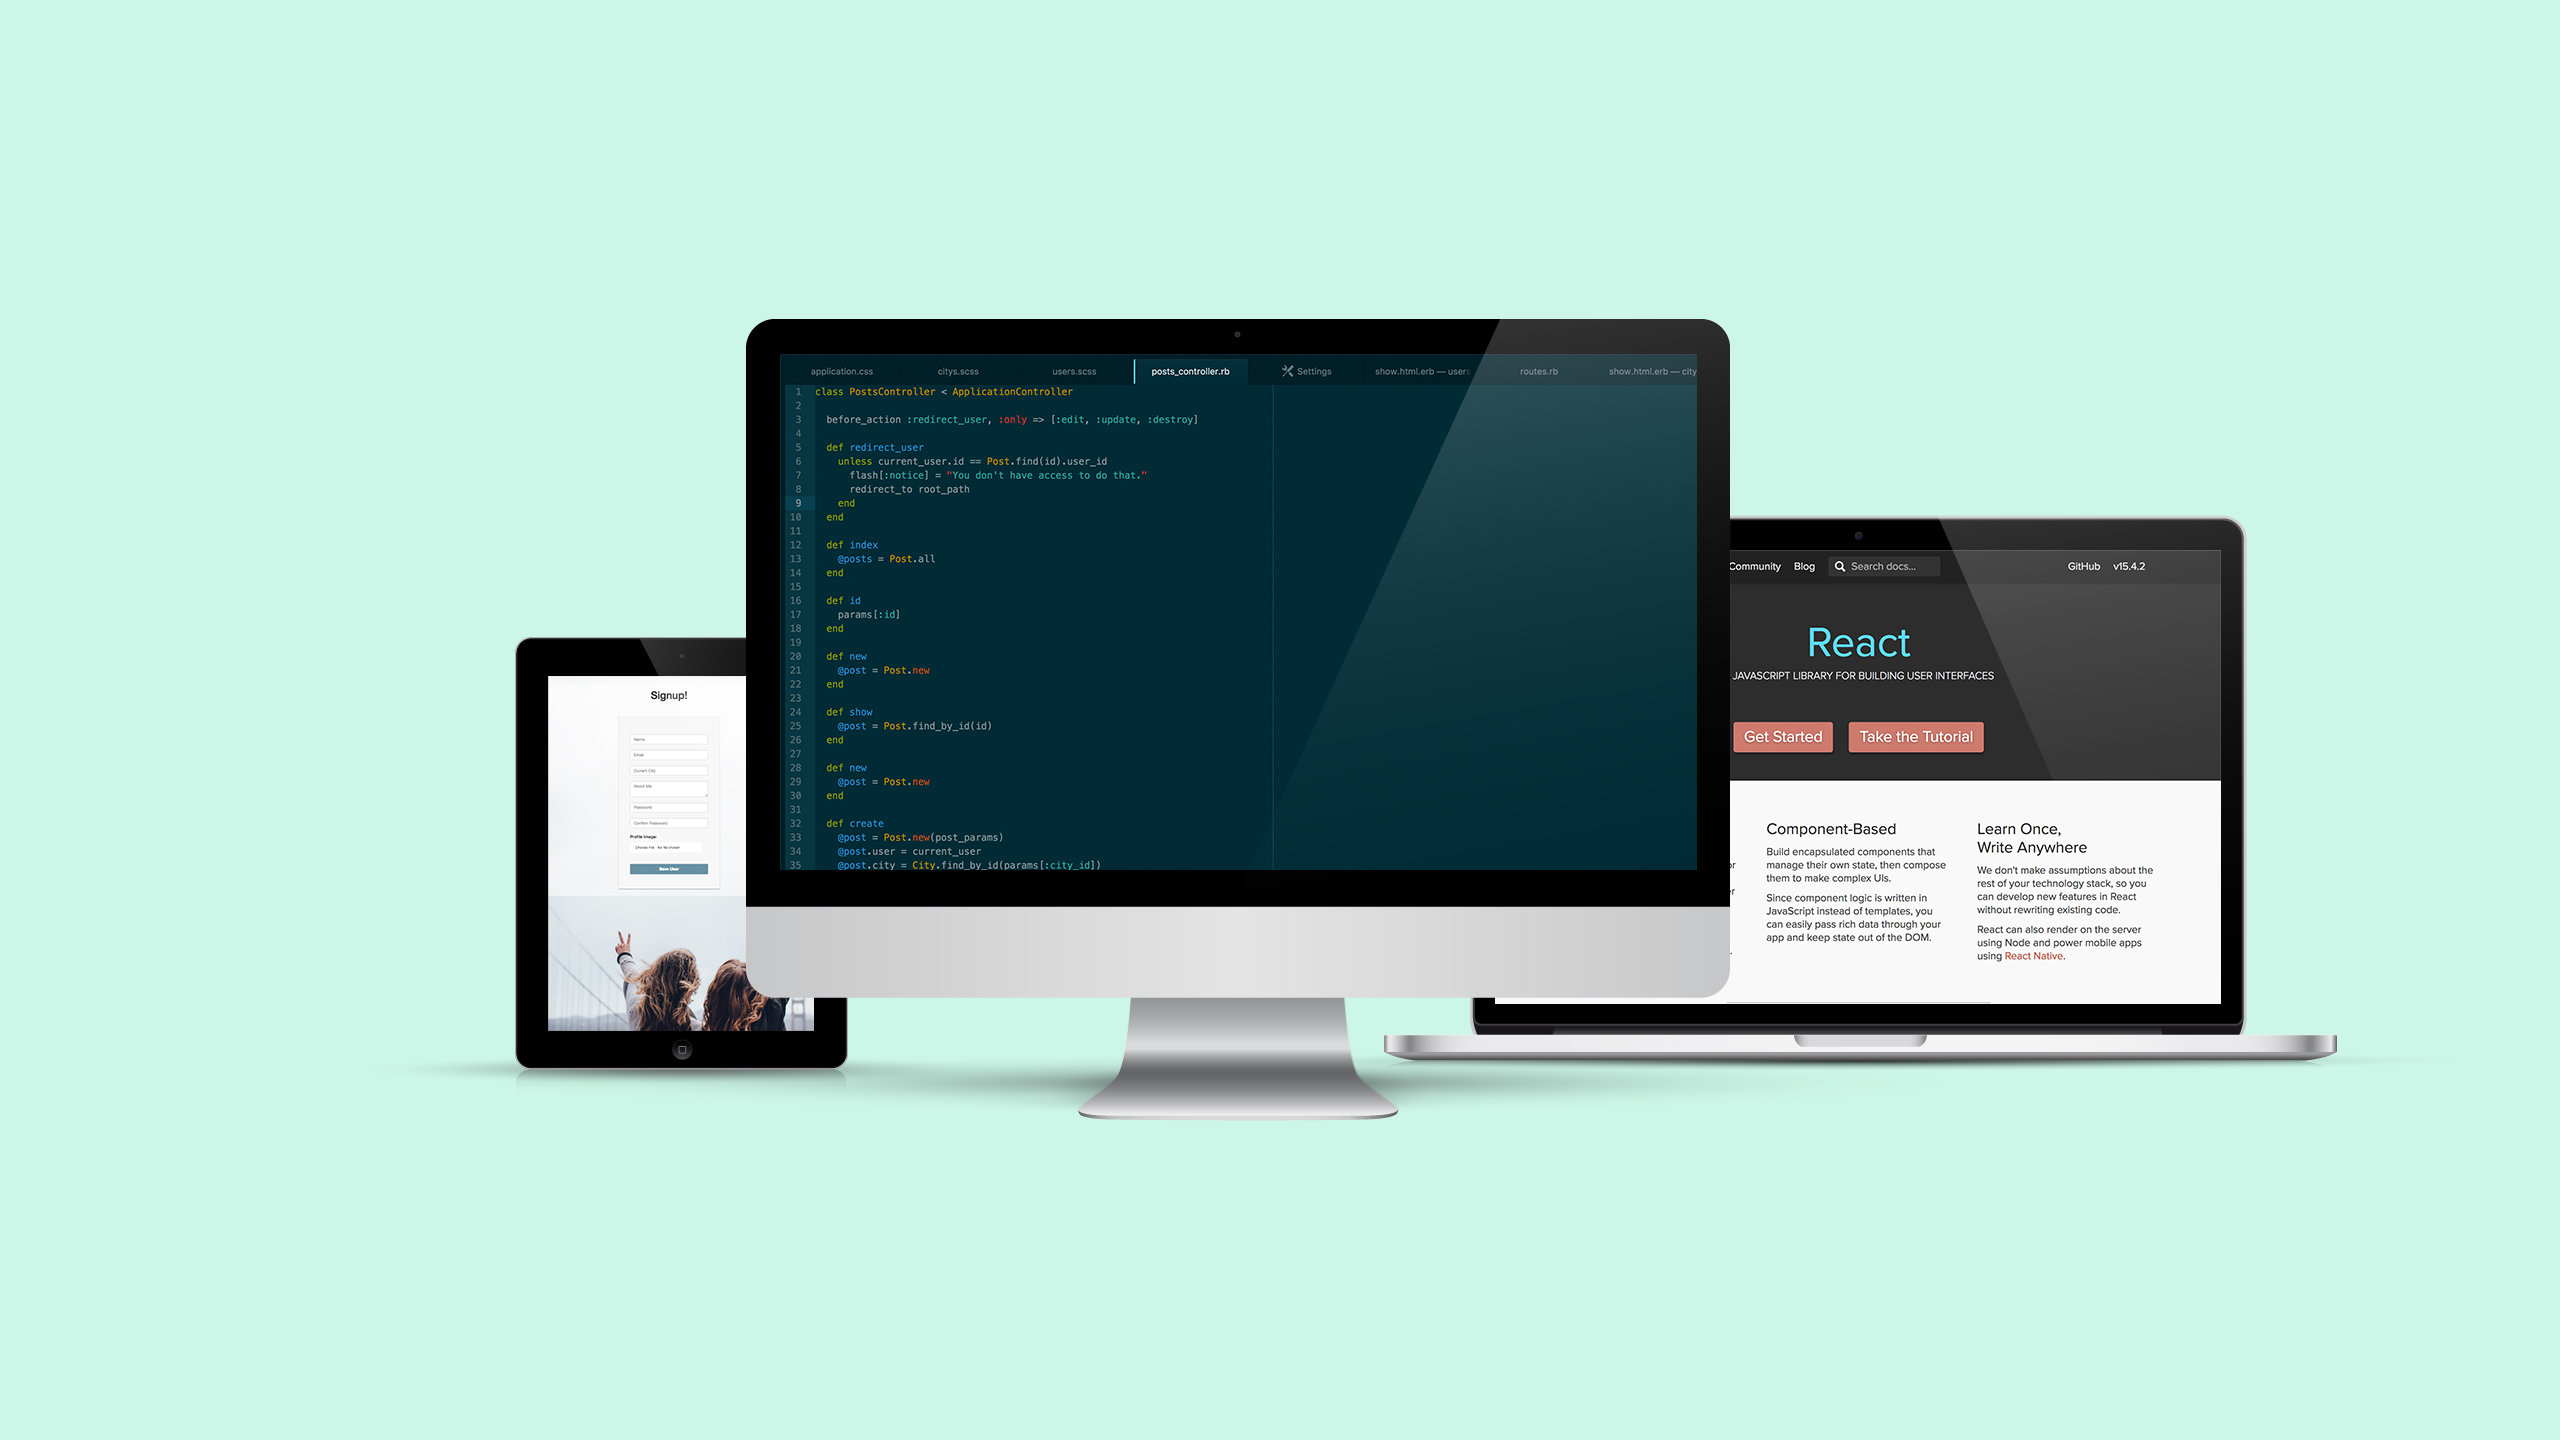 application.css
citys.scss
users.scss
posts_controller.rb
Settings
show.html.erb — users
routes.rb
show.html.erb — city
1 class PostsController < ApplicationController
2
3 before_action :redirect_user, :only => [:edit, :update, :destroy]
4
5 def redirect_user
6 unless current_user.id == Post.find(id).user_id
7 flash[:notice] = "You don't have access to do that."
8 redirect_to root_path
9 end
10 end
11
12 def index
13 @posts = Post.all
14 end
15
16 def id
17 params[:id]
18 end
19
20 def new
21 @post = Post.new
22 end
23
24 def show
25 @post = Post.find_by_id(id)
26 end
27
28 def new
29 @post = Post.new
30 end
31
32 def create
33 @post = Post.new(post_params)
34 @post.user = current_user
35 @post.city = City.find_by_id(params[:city_id])
Signup!
Name
Email
Current City
About Me
Password
Confirm Password
Profile Image:
Choose File No file chosen
Save User
Community Blog Search docs... GitHub v15.4.2
React
JAVASCRIPT LIBRARY FOR BUILDING USER INTERFACES
Get Started
Take the Tutorial
Component-Based
Build encapsulated components that
manage their own state, then compose
them to make complex UIs.
Since component logic is written in
JavaScript instead of templates, you
can easily pass rich data through your
app and keep state out of the DOM.
Learn Once,
Write Anywhere
We don't make assumptions about the
rest of your technology stack, so you
can develop new features in React
without rewriting existing code.
React can also render on the server
using Node and power mobile apps
using React Native.